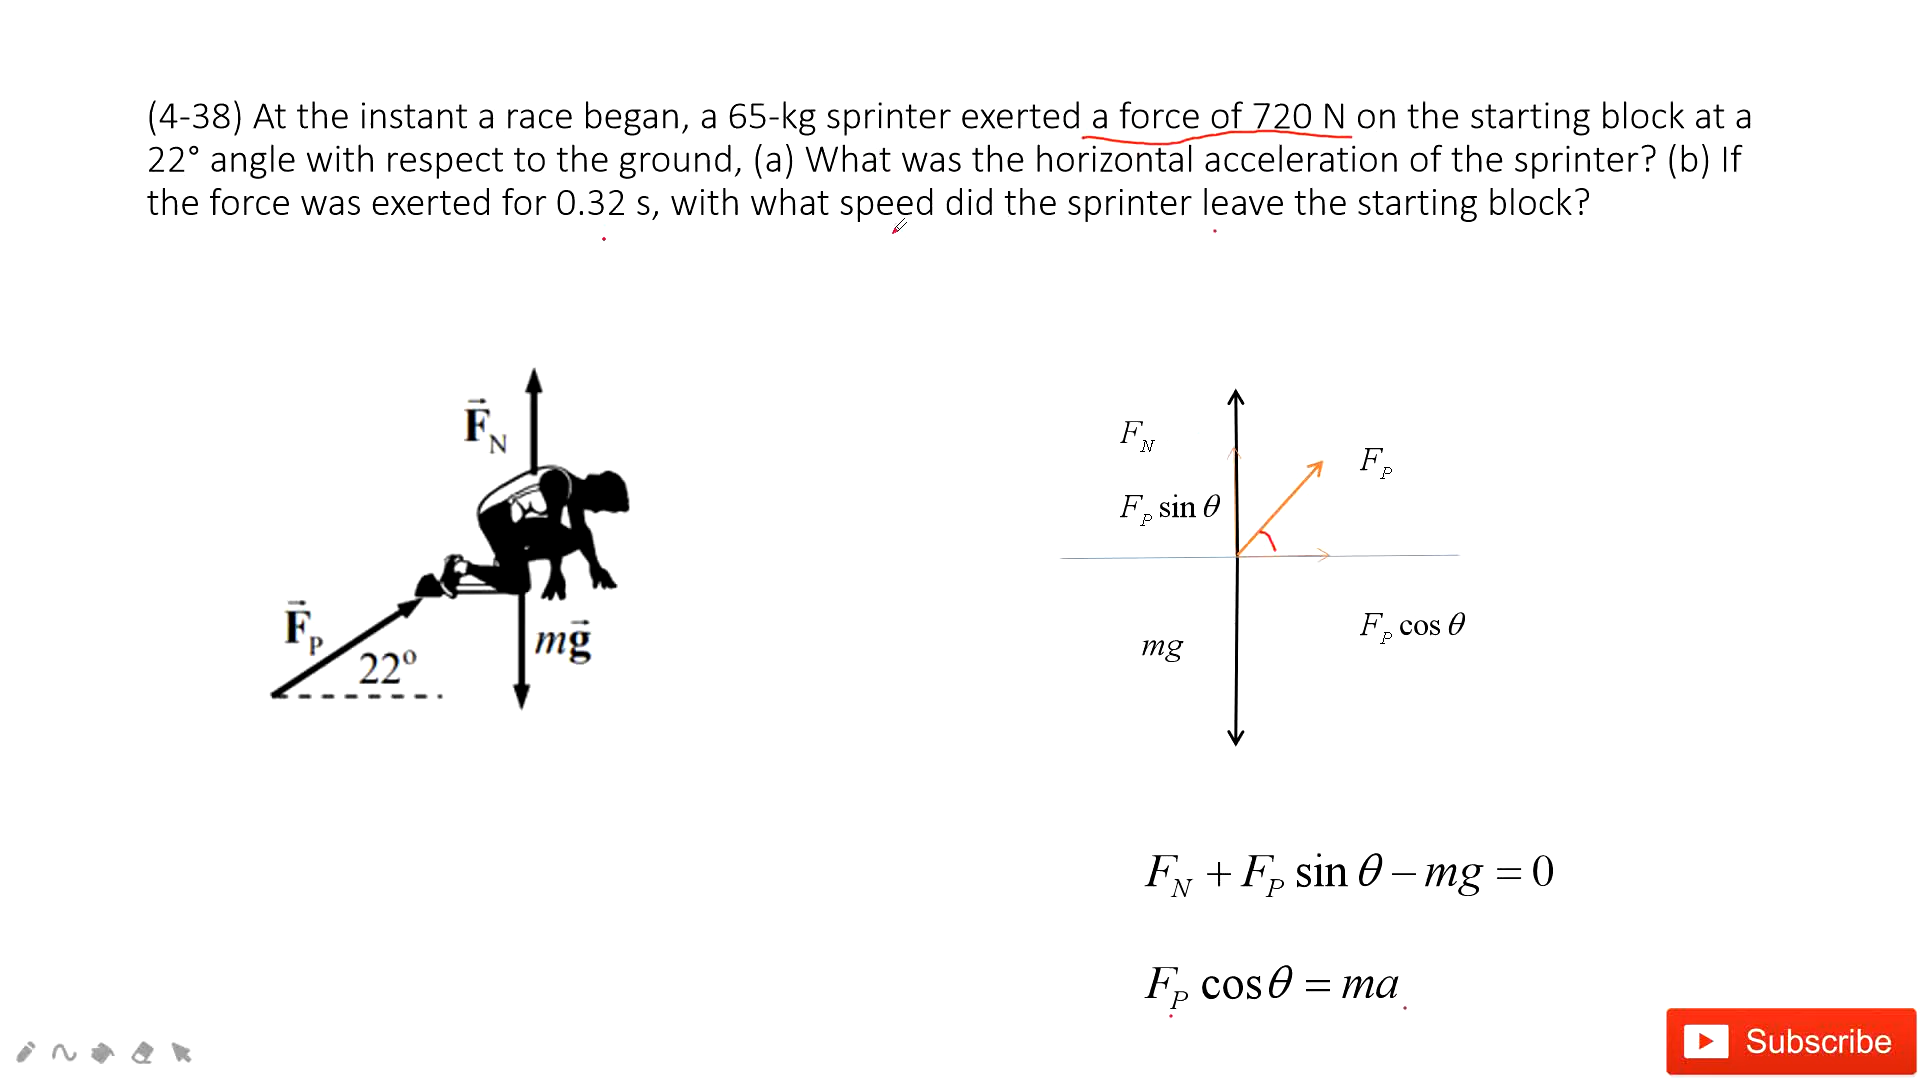 (4-38) At the instant a race began, a 65-kg sprinter exerted a force of 720 N on the starting block at a
22° angle with respect to the ground, (a) What was the horizontal acceleration of the sprinter? (b) If
the force was exerted for 0.32 s, with what speed did the sprinter leave the starting block?
F⃗_N
F⃗_P
22°
mg⃗
F_N
F_P
F_P sin θ
F_P cos θ
mg
F_N + F_P sin θ − mg = 0
F_P cos θ = ma
Subscribe